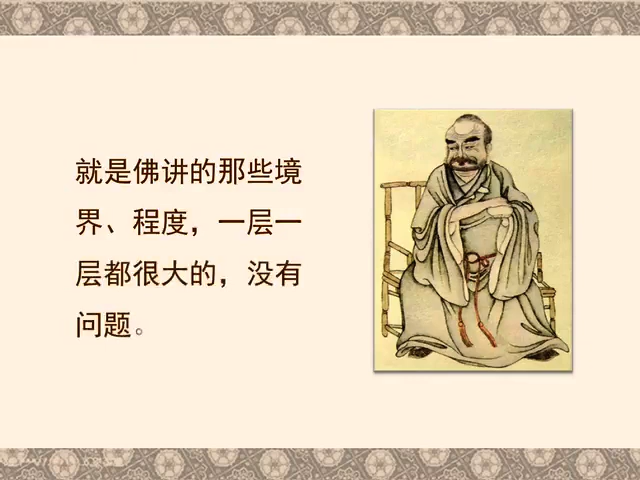 就是佛讲的那些境
界、程度，一层一
层都很大的，没有
问题。